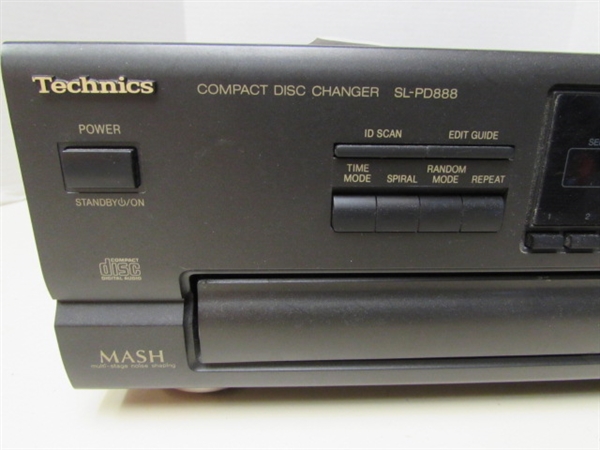 Technics
COMPACT DISC CHANGER SL-PD888
POWER
STANDBY⏻/ON
ID SCAN EDIT GUIDE
TIME MODE SPIRAL RANDOM MODE REPEAT
1 2
COMPACT
disc
DIGITAL AUDIO
MASH
multi-stage noise shaping